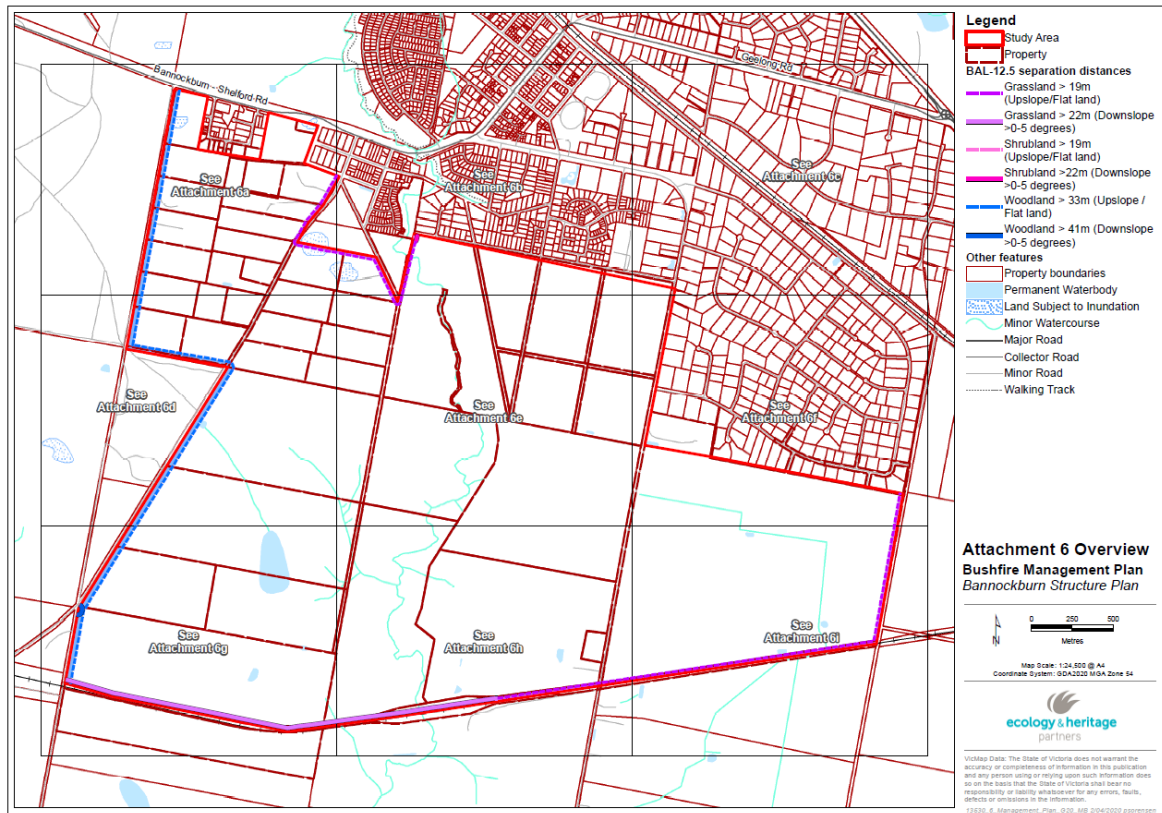 Bannockburn - Shelford Rd
Geelong Rd
See
Attachment 6a
See
Attachment 6b
See
Attachment 6c
See
Attachment 6d
See
Attachment 6e
See
Attachment 6f
See
Attachment 6g
See
Attachment 6h
See
Attachment 6i
Legend
Study Area
Property
BAL-12.5 separation distances
Grassland > 19m
(Upslope/Flat land)
Grassland > 22m (Downslope
>0-5 degrees)
Shrubland > 19m
(Upslope/Flat land)
Shrubland >22m (Downslope
>0-5 degrees)
Woodland > 33m (Uplsope /
Flat land)
Woodland > 41m (Downslope
>0-5 degrees)
Other features
Property boundaries
Permanent Waterbody
Land Subject to Inundation
Minor Watercourse
Major Road
Collector Road
Minor Road
Walking Track
Attachment 6 Overview
Bushfire Management Plan
Bannockburn Structure Plan
N
0 250 500
Metres
Map Scale: 1:24,500 @ A4
Coordinate System: GDA2020 MGA Zone 54
ecology & heritage
partners
VicMap Data: The State of Victoria does not warrant the
accuracy or completeness of information in this publication
and any person using or relying upon such information does
so on the basis that the State of Victoria shall bear no
responsibility or liability whatsoever for any errors, faults,
defects or omissions in the information.
13630_6_Management_Plan_G20_MB 2/04/2020 psorensen